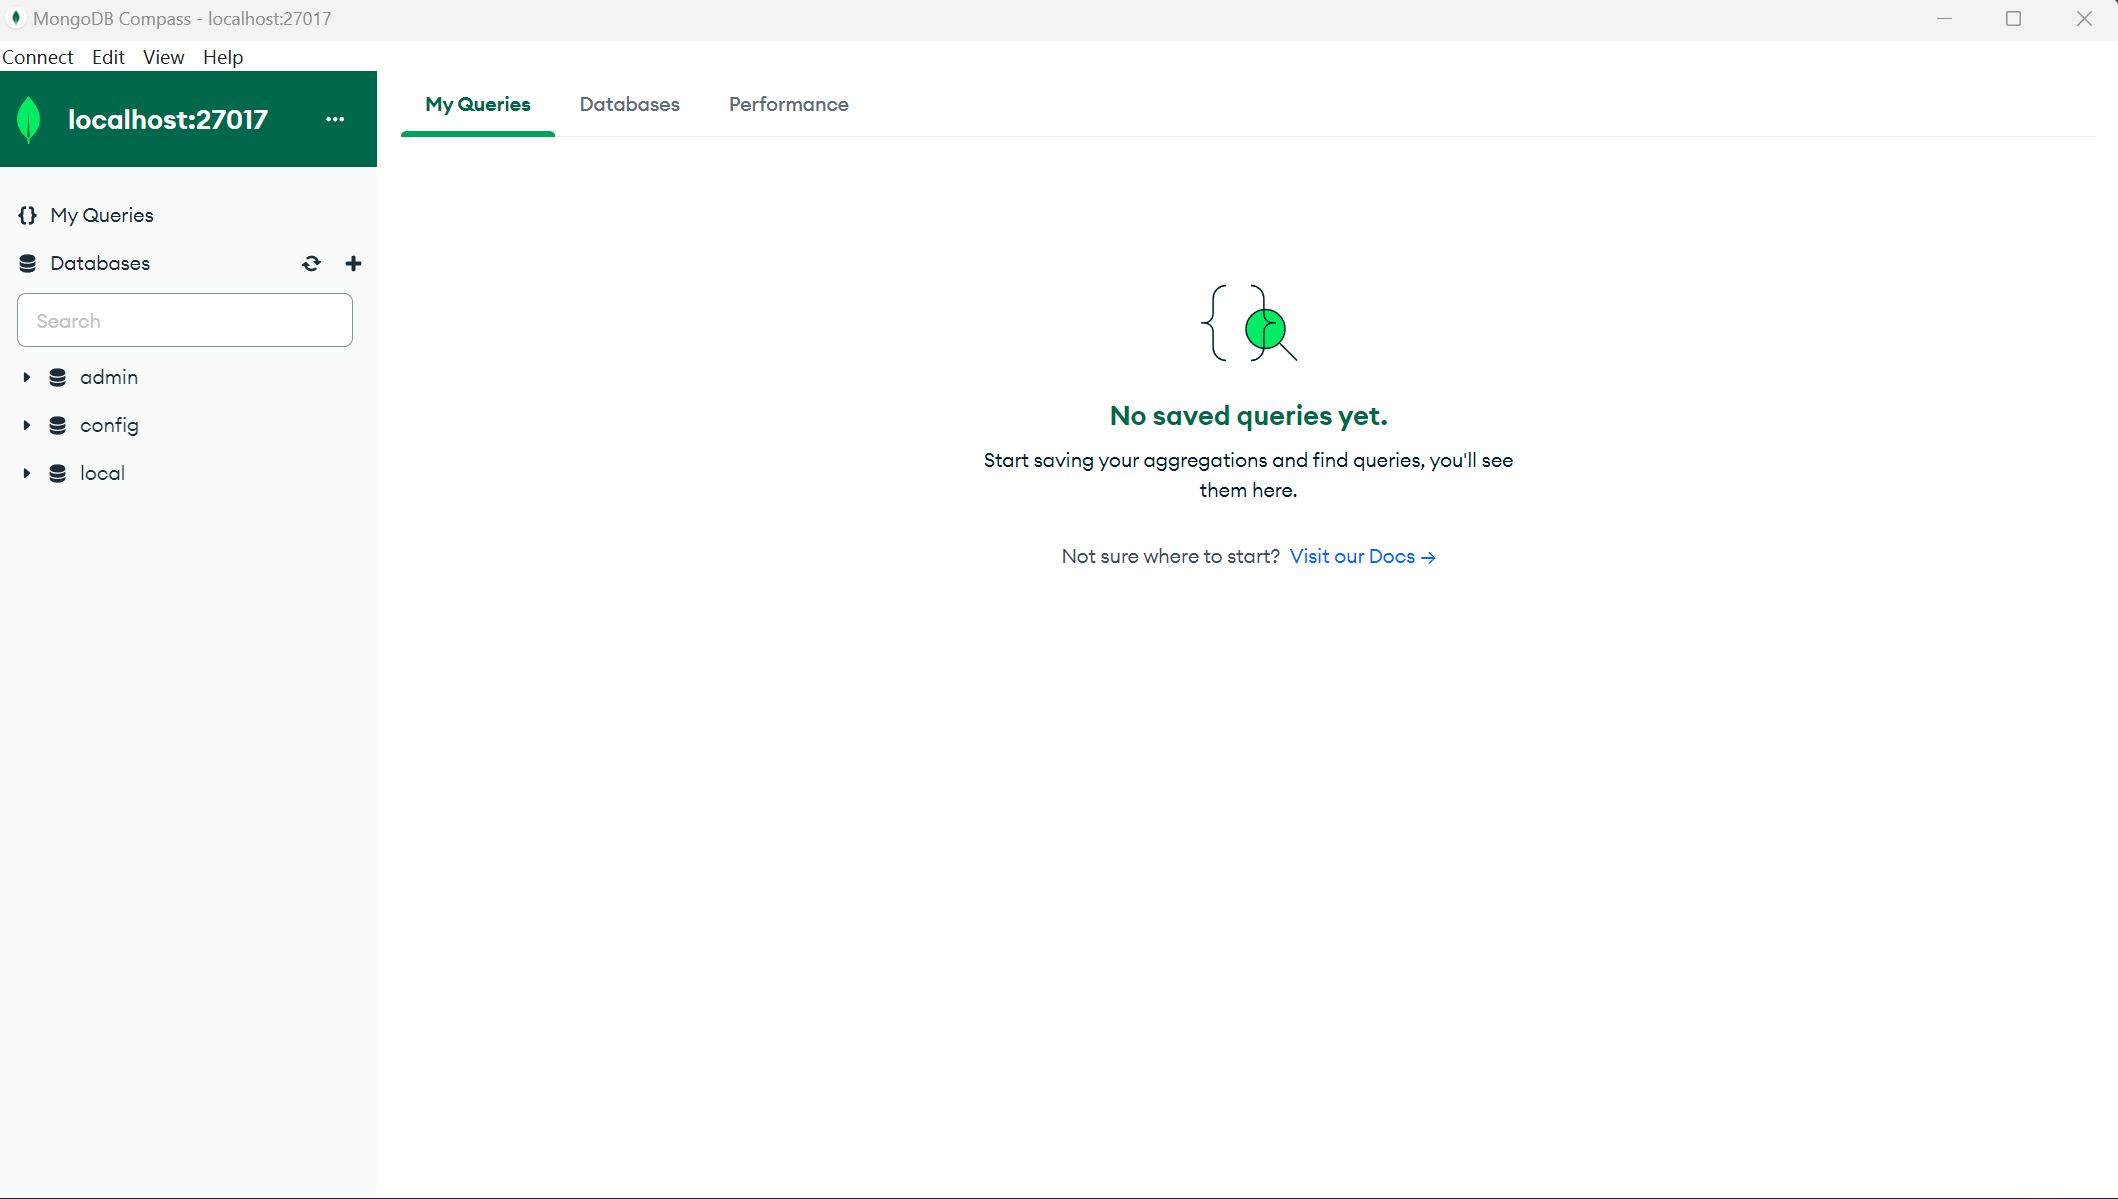 MongoDB Compass - localhost:27017
Connect Edit View Help
localhost:27017 ...
My Queries Databases Performance
{} My Queries
Databases
Search
admin
config
local
No saved queries yet.
Start saving your aggregations and find queries, you'll see
them here.
Not sure where to start? Visit our Docs →